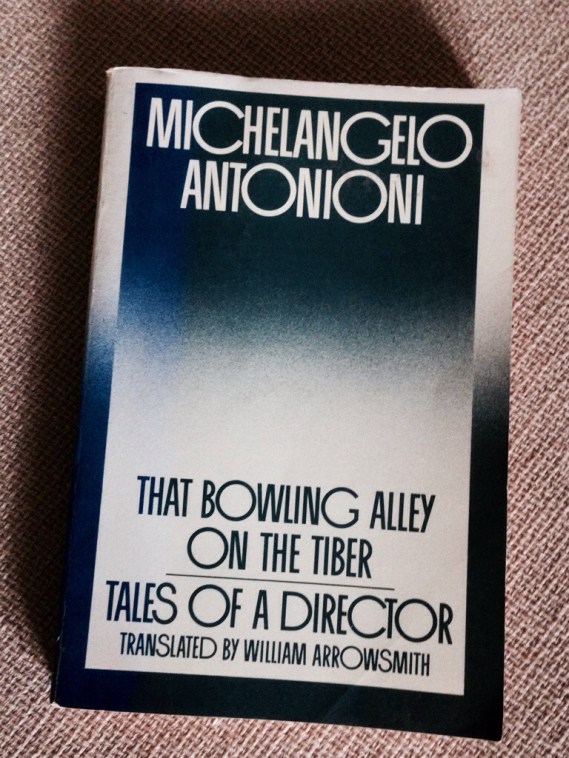 MICHELANGELO
ANTONIONI
THAT BOWLING ALLEY
ON THE TIBER
TALES OF A DIRECTOR
TRANSLATED BY WILLIAM ARROWSMITH